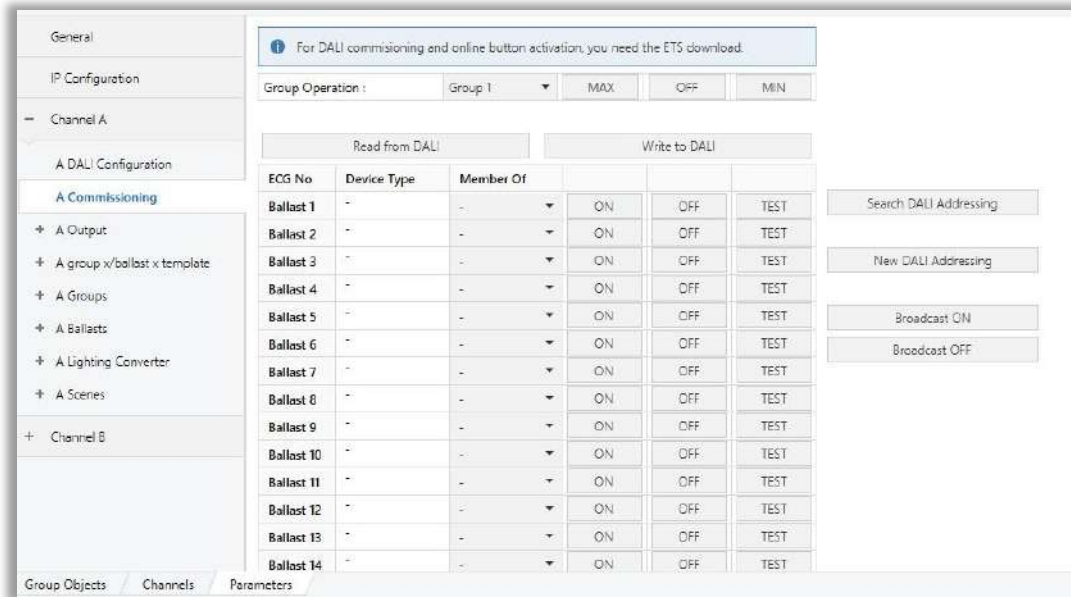 General
IP Configuration
− Channel A
A DALI Configuration
A Commissioning
+ A Output
+ A group x/ballast x template
+ A Groups
+ A Ballasts
+ A Lighting Converter
+ A Scenes
+ Channel B
For DALI commisioning and online button activation, you need the ETS download.
Group Operation : Group 1 MAX OFF MIN
Read from DALI Write to DALI
ECG No Device Type Member Of
Ballast 1 - - ON OFF TEST
Ballast 2 - - ON OFF TEST
Ballast 3 - - ON OFF TEST
Ballast 4 - - ON OFF TEST
Ballast 5 - - ON OFF TEST
Ballast 6 - - ON OFF TEST
Ballast 7 - - ON OFF TEST
Ballast 8 - - ON OFF TEST
Ballast 9 - - ON OFF TEST
Ballast 10 - - ON OFF TEST
Ballast 11 - - ON OFF TEST
Ballast 12 - - ON OFF TEST
Ballast 13 - - ON OFF TEST
Ballast 14 - - ON OFF TEST
Search DALI Addressing
New DALI Addressing
Broadcast ON
Broadcast OFF
Group Objects Channels Parameters